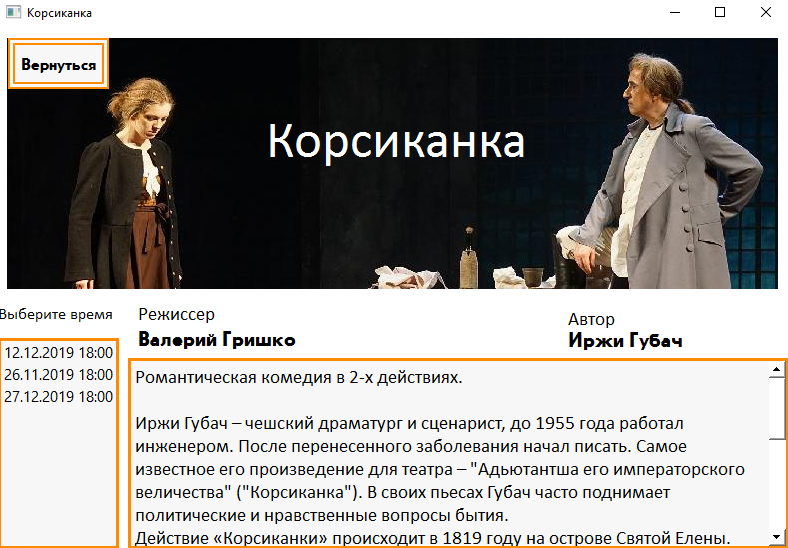 Корсиканка
Вернуться
Корсиканка
Выберите время
12.12.2019 18:00
26.11.2019 18:00
27.12.2019 18:00
Режиссер
Валерий Гришко
Автор
Иржи Губач
Романтическая комедия в 2-х действиях.
Иржи Губач – чешский драматург и сценарист, до 1955 года работал
инженером. После перенесенного заболевания начал писать. Самое
известное его произведение для театра – "Адьютантша его императорского
величества" ("Корсиканка"). В своих пьесах Губач часто поднимает
политические и нравственные вопросы бытия.
Действие «Корсиканки» происходит в 1819 году на острове Святой Елены.